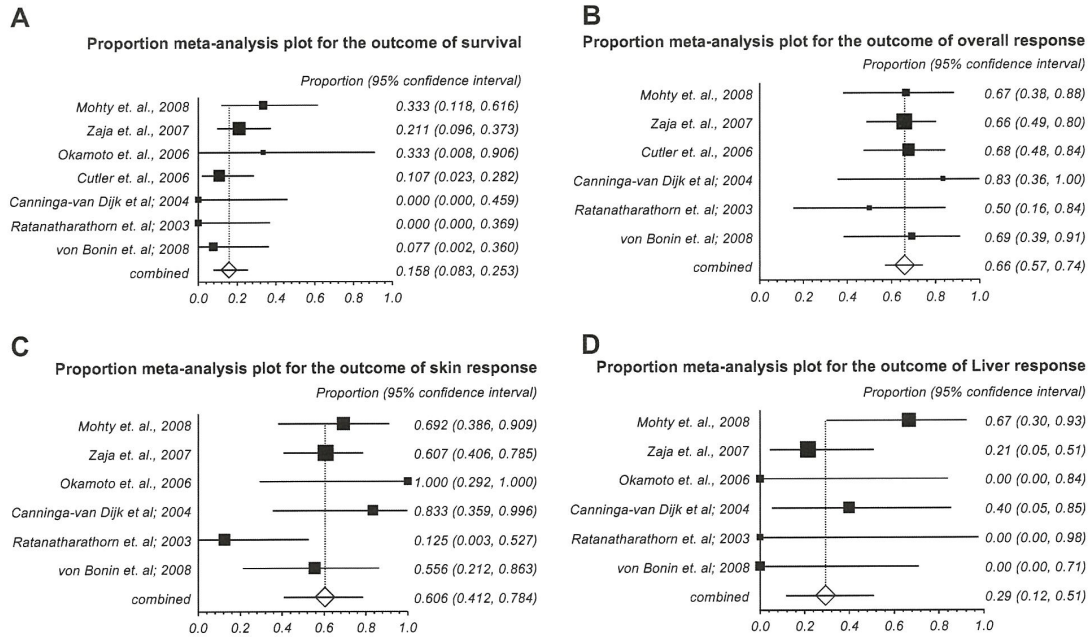 A
Proportion meta-analysis plot for the outcome of survival
Proportion (95% confidence interval)
Mohty et. al., 2008 0.333 (0.118, 0.616)
Zaja et. al., 2007 0.211 (0.096, 0.373)
Okamoto et. al., 2006 0.333 (0.008, 0.906)
Cutler et. al., 2006 0.107 (0.023, 0.282)
Canninga-van Dijk et al; 2004 0.000 (0.000, 0.459)
Ratanatharathorn et. al; 2003 0.000 (0.000, 0.369)
von Bonin et. al; 2008 0.077 (0.002, 0.360)
combined 0.158 (0.083, 0.253)
0.0 0.2 0.4 0.6 0.8 1.0
B
Proportion meta-analysis plot for the outcome of overall response
Proportion (95% confidence interval)
Mohty et. al., 2008 0.67 (0.38, 0.88)
Zaja et. al., 2007 0.66 (0.49, 0.80)
Cutler et. al., 2006 0.68 (0.48, 0.84)
Canninga-van Dijk et al; 2004 0.83 (0.36, 1.00)
Ratanatharathorn et. al; 2003 0.50 (0.16, 0.84)
von Bonin et. al; 2008 0.69 (0.39, 0.91)
combined 0.66 (0.57, 0.74)
0.0 0.2 0.4 0.6 0.8 1.0
C
Proportion meta-analysis plot for the outcome of skin response
Proportion (95% confidence interval)
Mohty et. al., 2008 0.692 (0.386, 0.909)
Zaja et. al., 2007 0.607 (0.406, 0.785)
Okamoto et. al., 2006 1.000 (0.292, 1.000)
Canninga-van Dijk et al; 2004 0.833 (0.359, 0.996)
Ratanatharathorn et. al; 2003 0.125 (0.003, 0.527)
von Bonin et. al; 2008 0.556 (0.212, 0.863)
combined 0.606 (0.412, 0.784)
0.0 0.2 0.4 0.6 0.8 1.0
D
Proportion meta-analysis plot for the outcome of Liver response
Proportion (95% confidence interval)
Mohty et. al., 2008 0.67 (0.30, 0.93)
Zaja et. al., 2007 0.21 (0.05, 0.51)
Okamoto et. al., 2006 0.00 (0.00, 0.84)
Canninga-van Dijk et al; 2004 0.40 (0.05, 0.85)
Ratanatharathorn et. al; 2003 0.00 (0.00, 0.98)
von Bonin et. al; 2008 0.00 (0.00, 0.71)
combined 0.29 (0.12, 0.51)
0.0 0.2 0.4 0.6 0.8 1.0